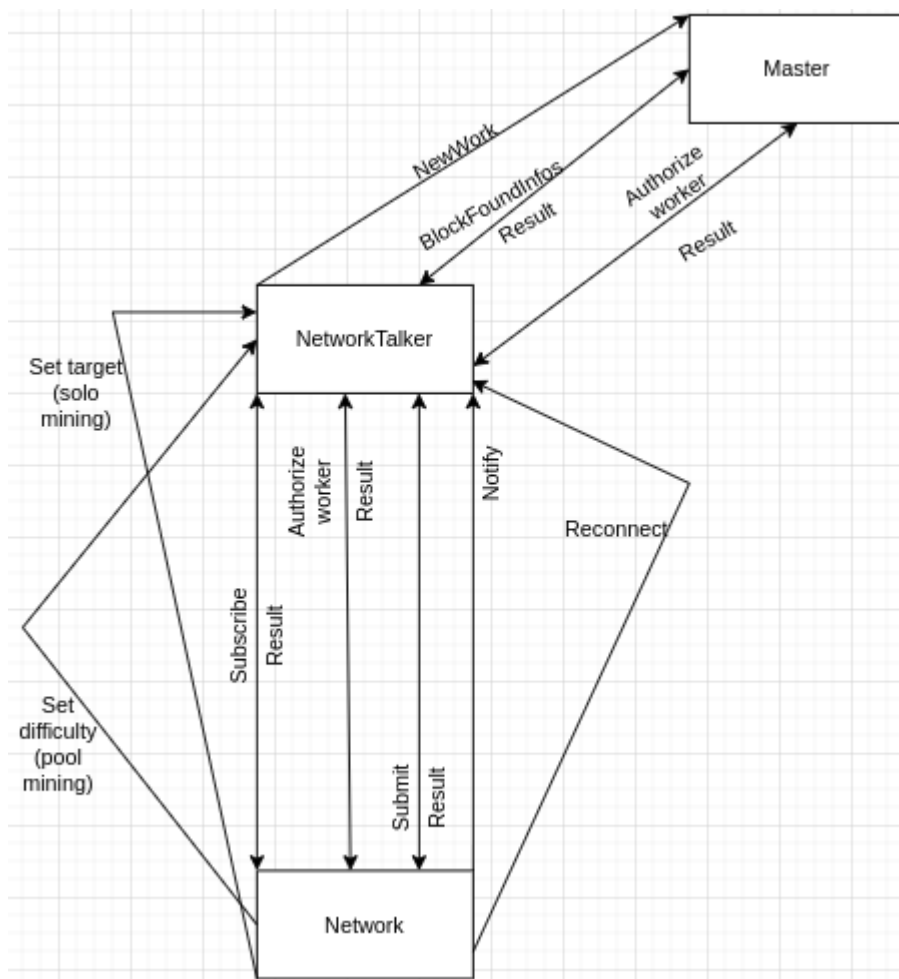 Master
NewWork
BlockFoundInfos
Result
Authorize
worker
Result
NetworkTalker
Set target
(solo
mining)
Authorize
worker
Result
Notify
Reconnect
Subscribe
Result
Set
difficulty
(pool
mining)
Submit
Result
Network